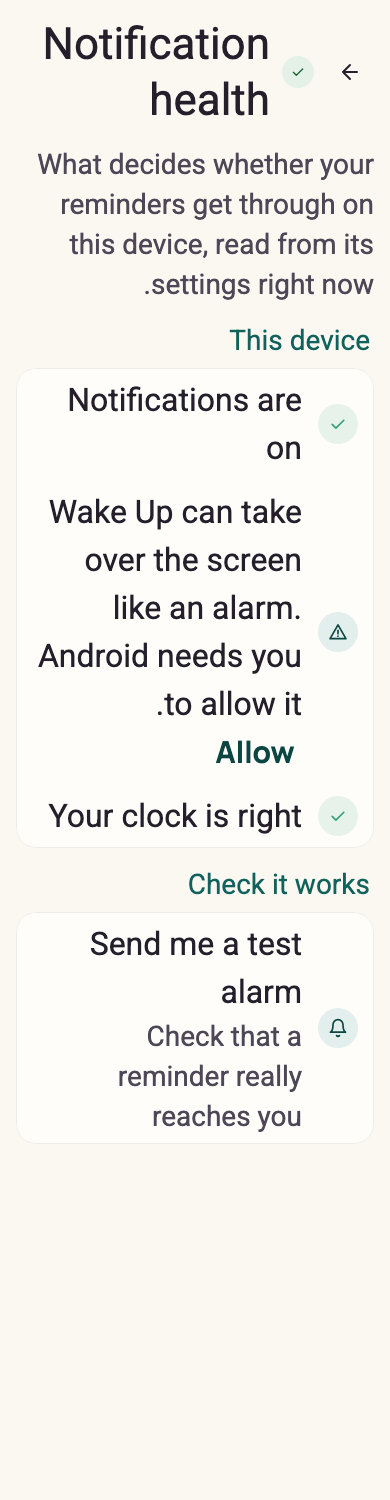 Notification
health
What decides whether your
reminders get through on
this device, read from its
.settings right now
This device
Notifications are
on
Wake Up can take
over the screen
like an alarm.
Android needs you
.to allow it
Allow
Your clock is right
Check it works
Send me a test
alarm
Check that a
reminder really
reaches you